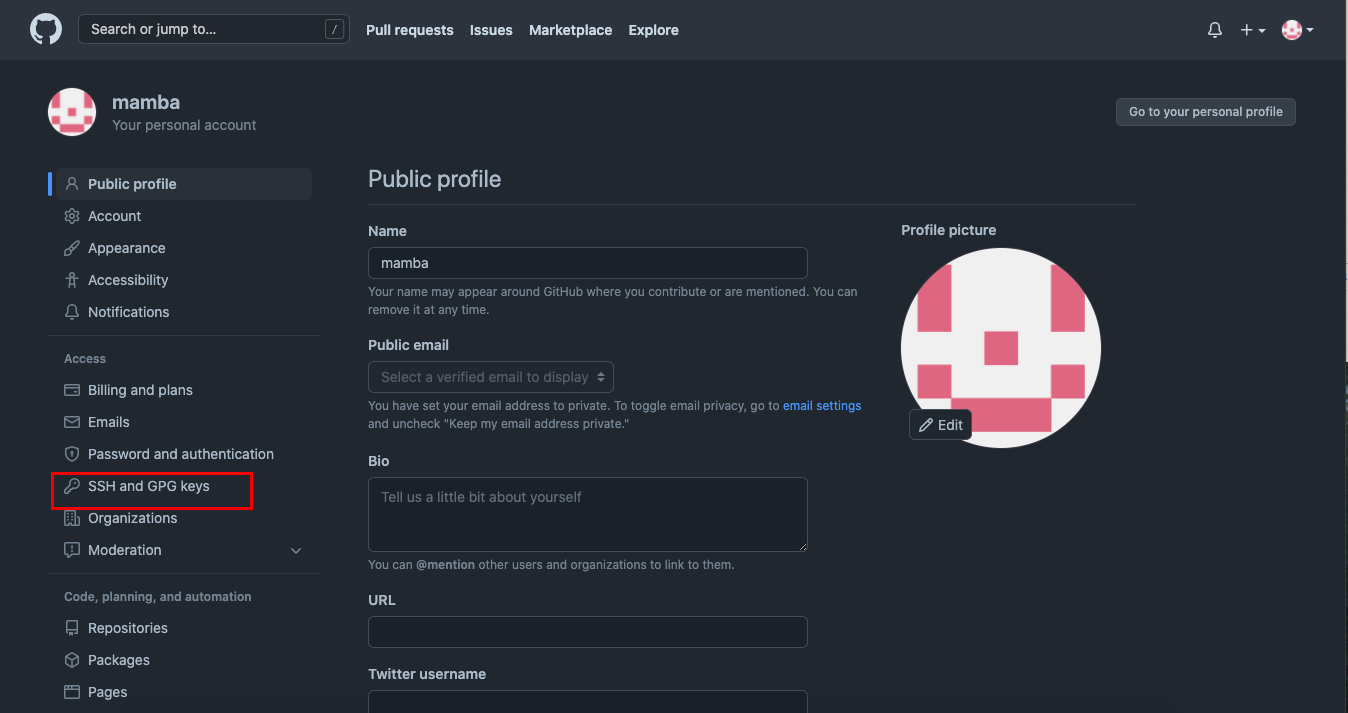 Search or jump to...
/
Pull requests
Issues
Marketplace
Explore
mamba
Your personal account
Go to your personal profile
Public profile
Account
Appearance
Accessibility
Notifications
Access
Billing and plans
Emails
Password and authentication
SSH and GPG keys
Organizations
Moderation
Code, planning, and automation
Repositories
Packages
Pages
Public profile
Name
mamba
Your name may appear around GitHub where you contribute or are mentioned. You can
remove it at any time.
Public email
Select a verified email to display
You have set your email address to private. To toggle email privacy, go to email settings
and uncheck "Keep my email address private."
Bio
Tell us a little bit about yourself
You can @mention other users and organizations to link to them.
URL
Twitter username
Profile picture
Edit